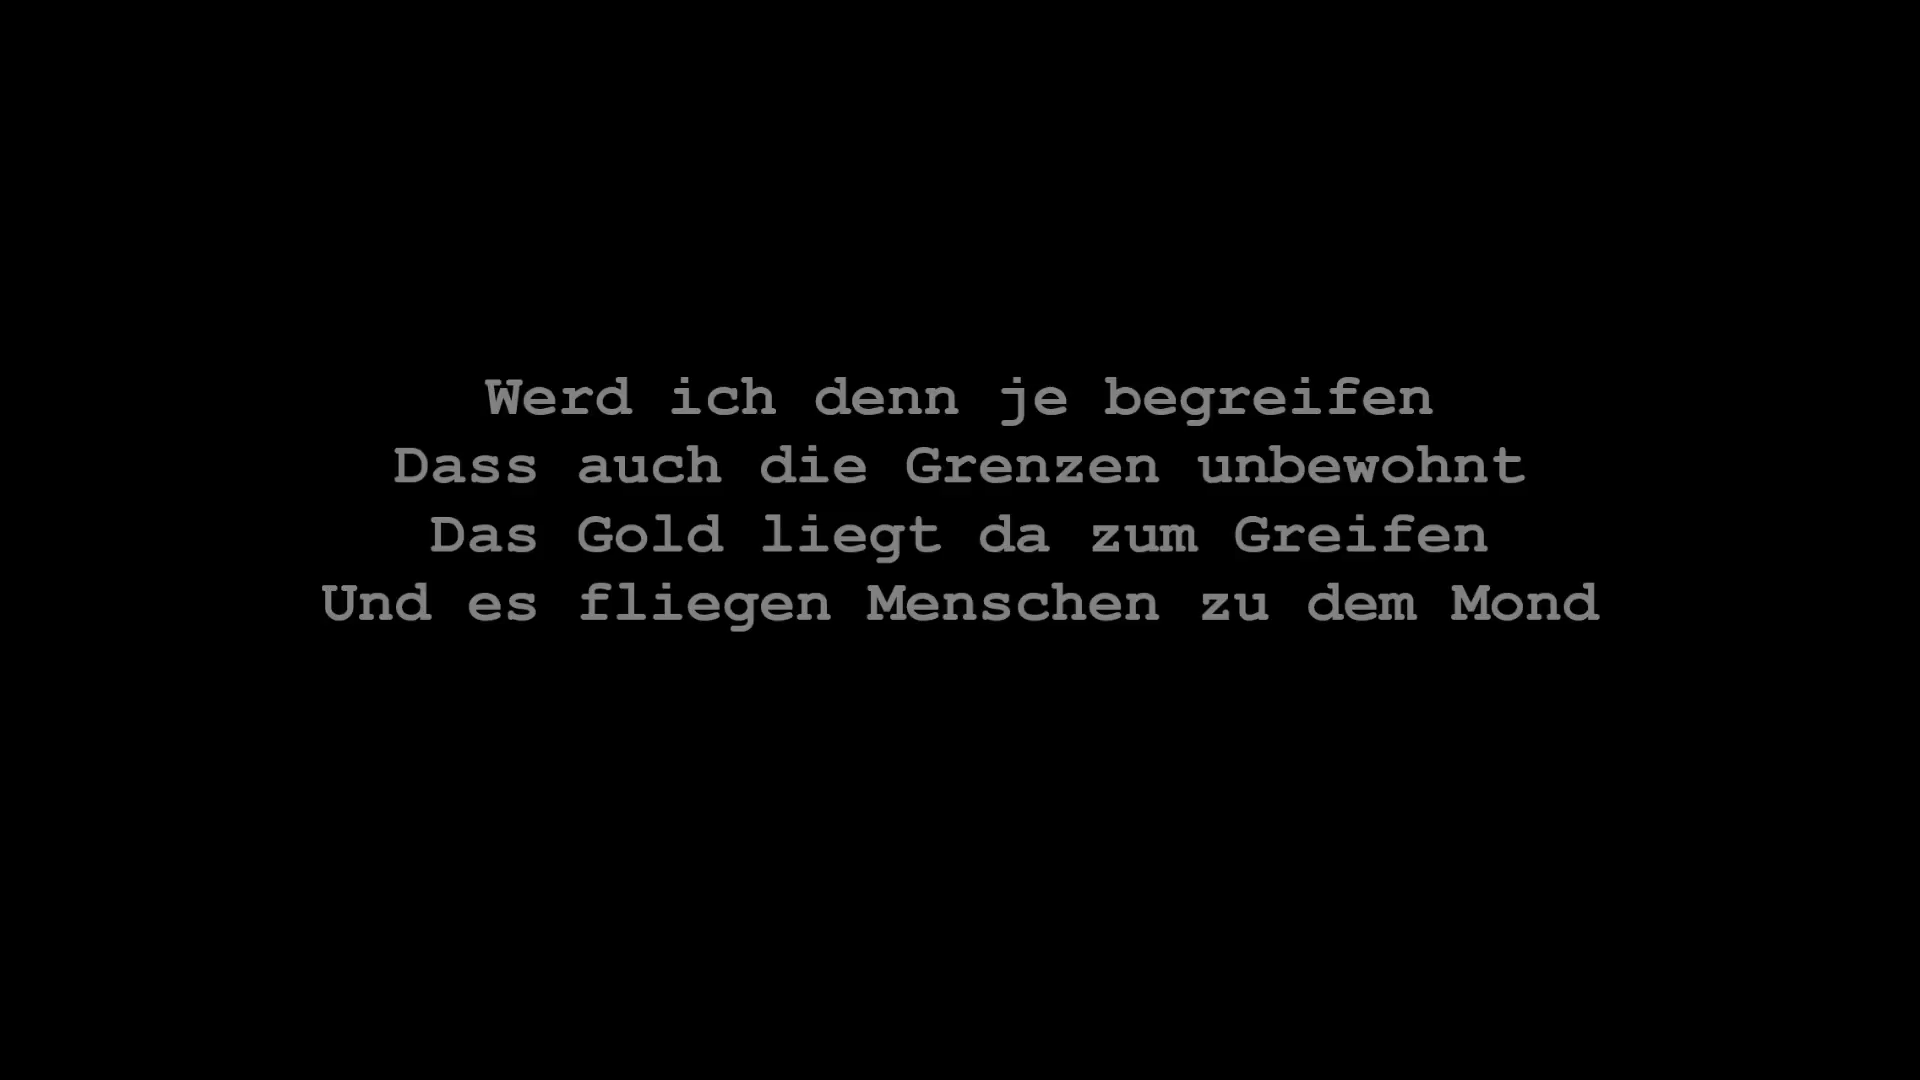 Werd ich denn je begreifen
Dass auch die Grenzen unbewohnt
Das Gold liegt da zum Greifen
Und es fliegen Menschen zu dem Mond